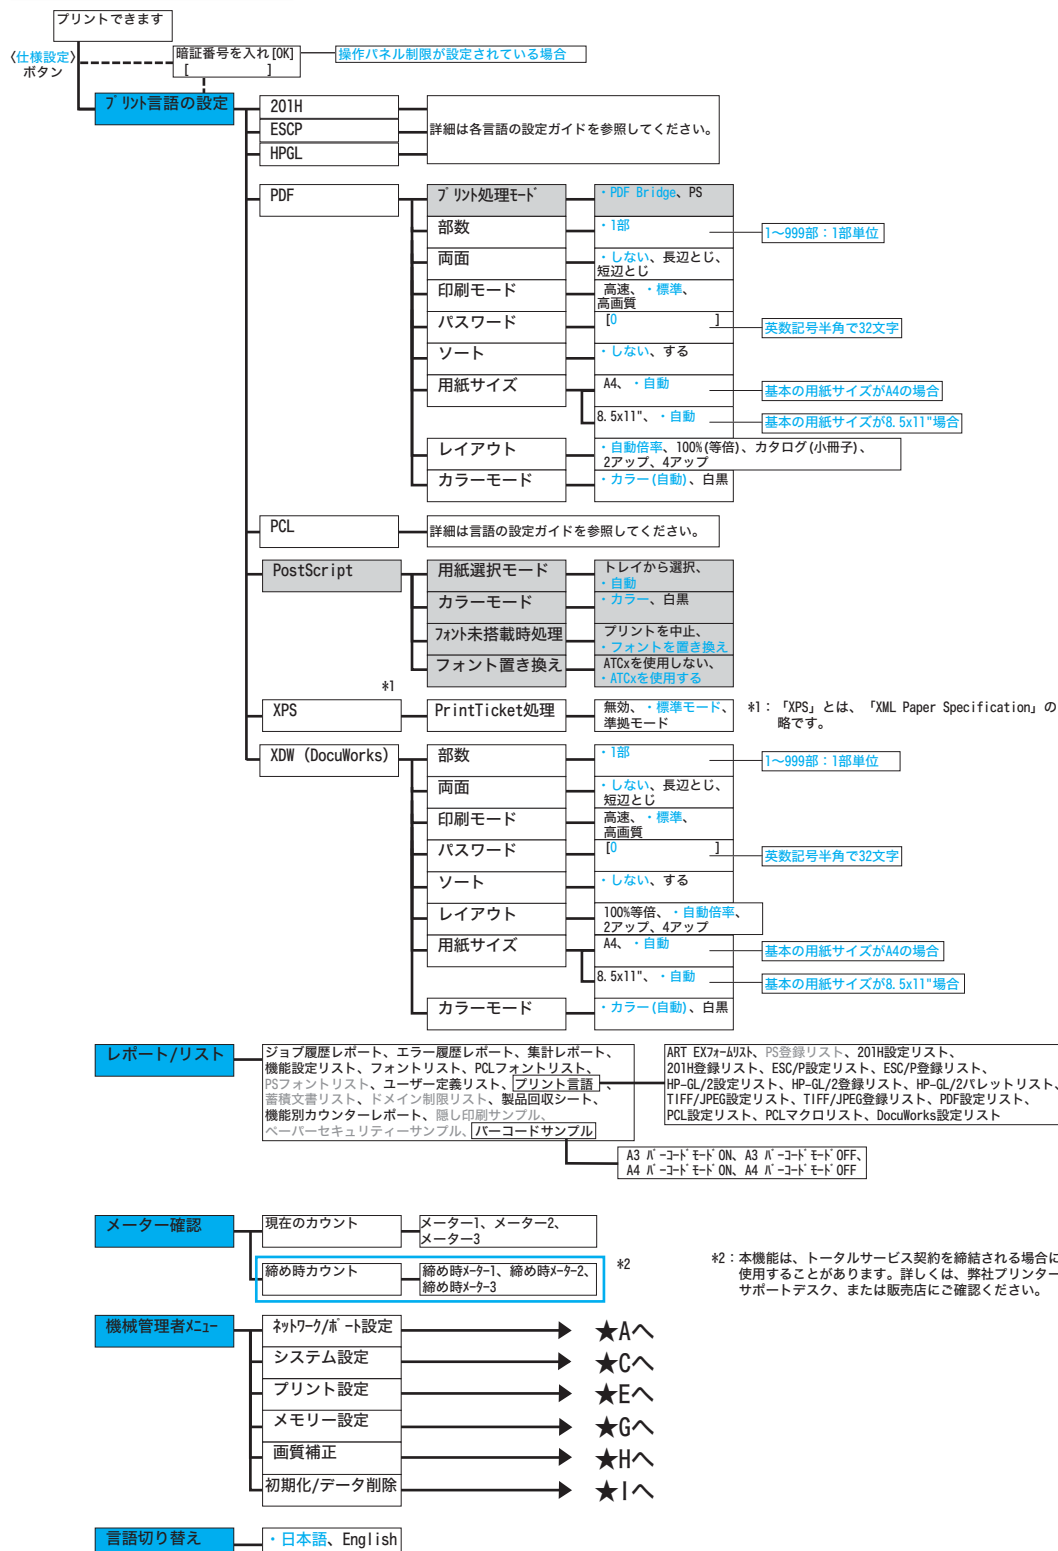 プリントできます
〈仕様設定〉
ボタン
暗証番号を入れ[OK]
[ ]
操作パネル制限が設定されている場合
プリント言語の設定
201H
ESCP
HPGL
詳細は各言語の設定ガイドを参照してください。
PDF
プリント処理モード
・PDF Bridge、PS
部数
・1部
1〜999部：1部単位
両面
・しない、長辺とじ、
短辺とじ
印刷モード
高速、・標準、
高画質
パスワード
[0 ]
英数記号半角で32文字
ソート
・しない、する
用紙サイズ
A4、・自動
基本の用紙サイズがA4の場合
8.5x11"、・自動
基本の用紙サイズが8.5x11"場合
レイアウト
・自動倍率、100%(等倍)、カタログ(小冊子)、
2アップ、4アップ
カラーモード
・カラー(自動)、白黒
PCL
詳細は言語の設定ガイドを参照してください。
PostScript
用紙選択モード
トレイから選択、
・自動
カラーモード
・カラー、白黒
フォント未搭載時処理
プリントを中止、
・フォントを置き換え
フォント置き換え
ATCxを使用しない、
・ATCxを使用する
*1
XPS
PrintTicket処理
無効、・標準モード、
準拠モード
*1：「XPS」とは、「XML Paper Specification」の
略です。
XDW (DocuWorks)
部数
・1部
1〜999部：1部単位
両面
・しない、長辺とじ、
短辺とじ
印刷モード
高速、・標準、
高画質
パスワード
[0 ]
英数記号半角で32文字
ソート
・しない、する
レイアウト
100%等倍、・自動倍率、
2アップ、4アップ
用紙サイズ
A4、・自動
基本の用紙サイズがA4の場合
8.5x11"、・自動
基本の用紙サイズが8.5x11"場合
カラーモード
・カラー(自動)、白黒
レポート/リスト
ジョブ履歴レポート、エラー履歴レポート、集計レポート、
機能設定リスト、フォントリスト、PCLフォントリスト、
PSフォントリスト、ユーザー定義リスト、プリント言語、
蓄積文書リスト、ドメイン制限リスト、製品回収シート、
機能別カウンターレポート、隠し印刷サンプル、
ペーパーセキュリティーサンプル、バーコードサンプル
ART EXフォームリスト、PS登録リスト、201H設定リスト、
201H登録リスト、ESC/P設定リスト、ESC/P登録リスト、
HP-GL/2設定リスト、HP-GL/2登録リスト、HP-GL/2パレットリスト、
TIFF/JPEG設定リスト、TIFF/JPEG登録リスト、PDF設定リスト、
PCL設定リスト、PCLマクロリスト、DocuWorks設定リスト
A3 バーコードモードON、A3 バーコードモードOFF、
A4 バーコードモードON、A4 バーコードモードOFF
メーター確認
現在のカウント
メーター1、メーター2、
メーター3
締め時カウント
締め時メーター1、締め時メーター2、
締め時メーター3
*2
*2：本機能は、トータルサービス契約を締結される場合に
使用することがあります。詳しくは、弊社プリンター
サポートデスク、または販売店にご確認ください。
機械管理者メニュー
ネットワーク/ポート設定
★Aへ
システム設定
★Cへ
プリント設定
★Eへ
メモリー設定
★Gへ
画質補正
★Hへ
初期化/データ削除
★Iへ
言語切り替え
・日本語、English